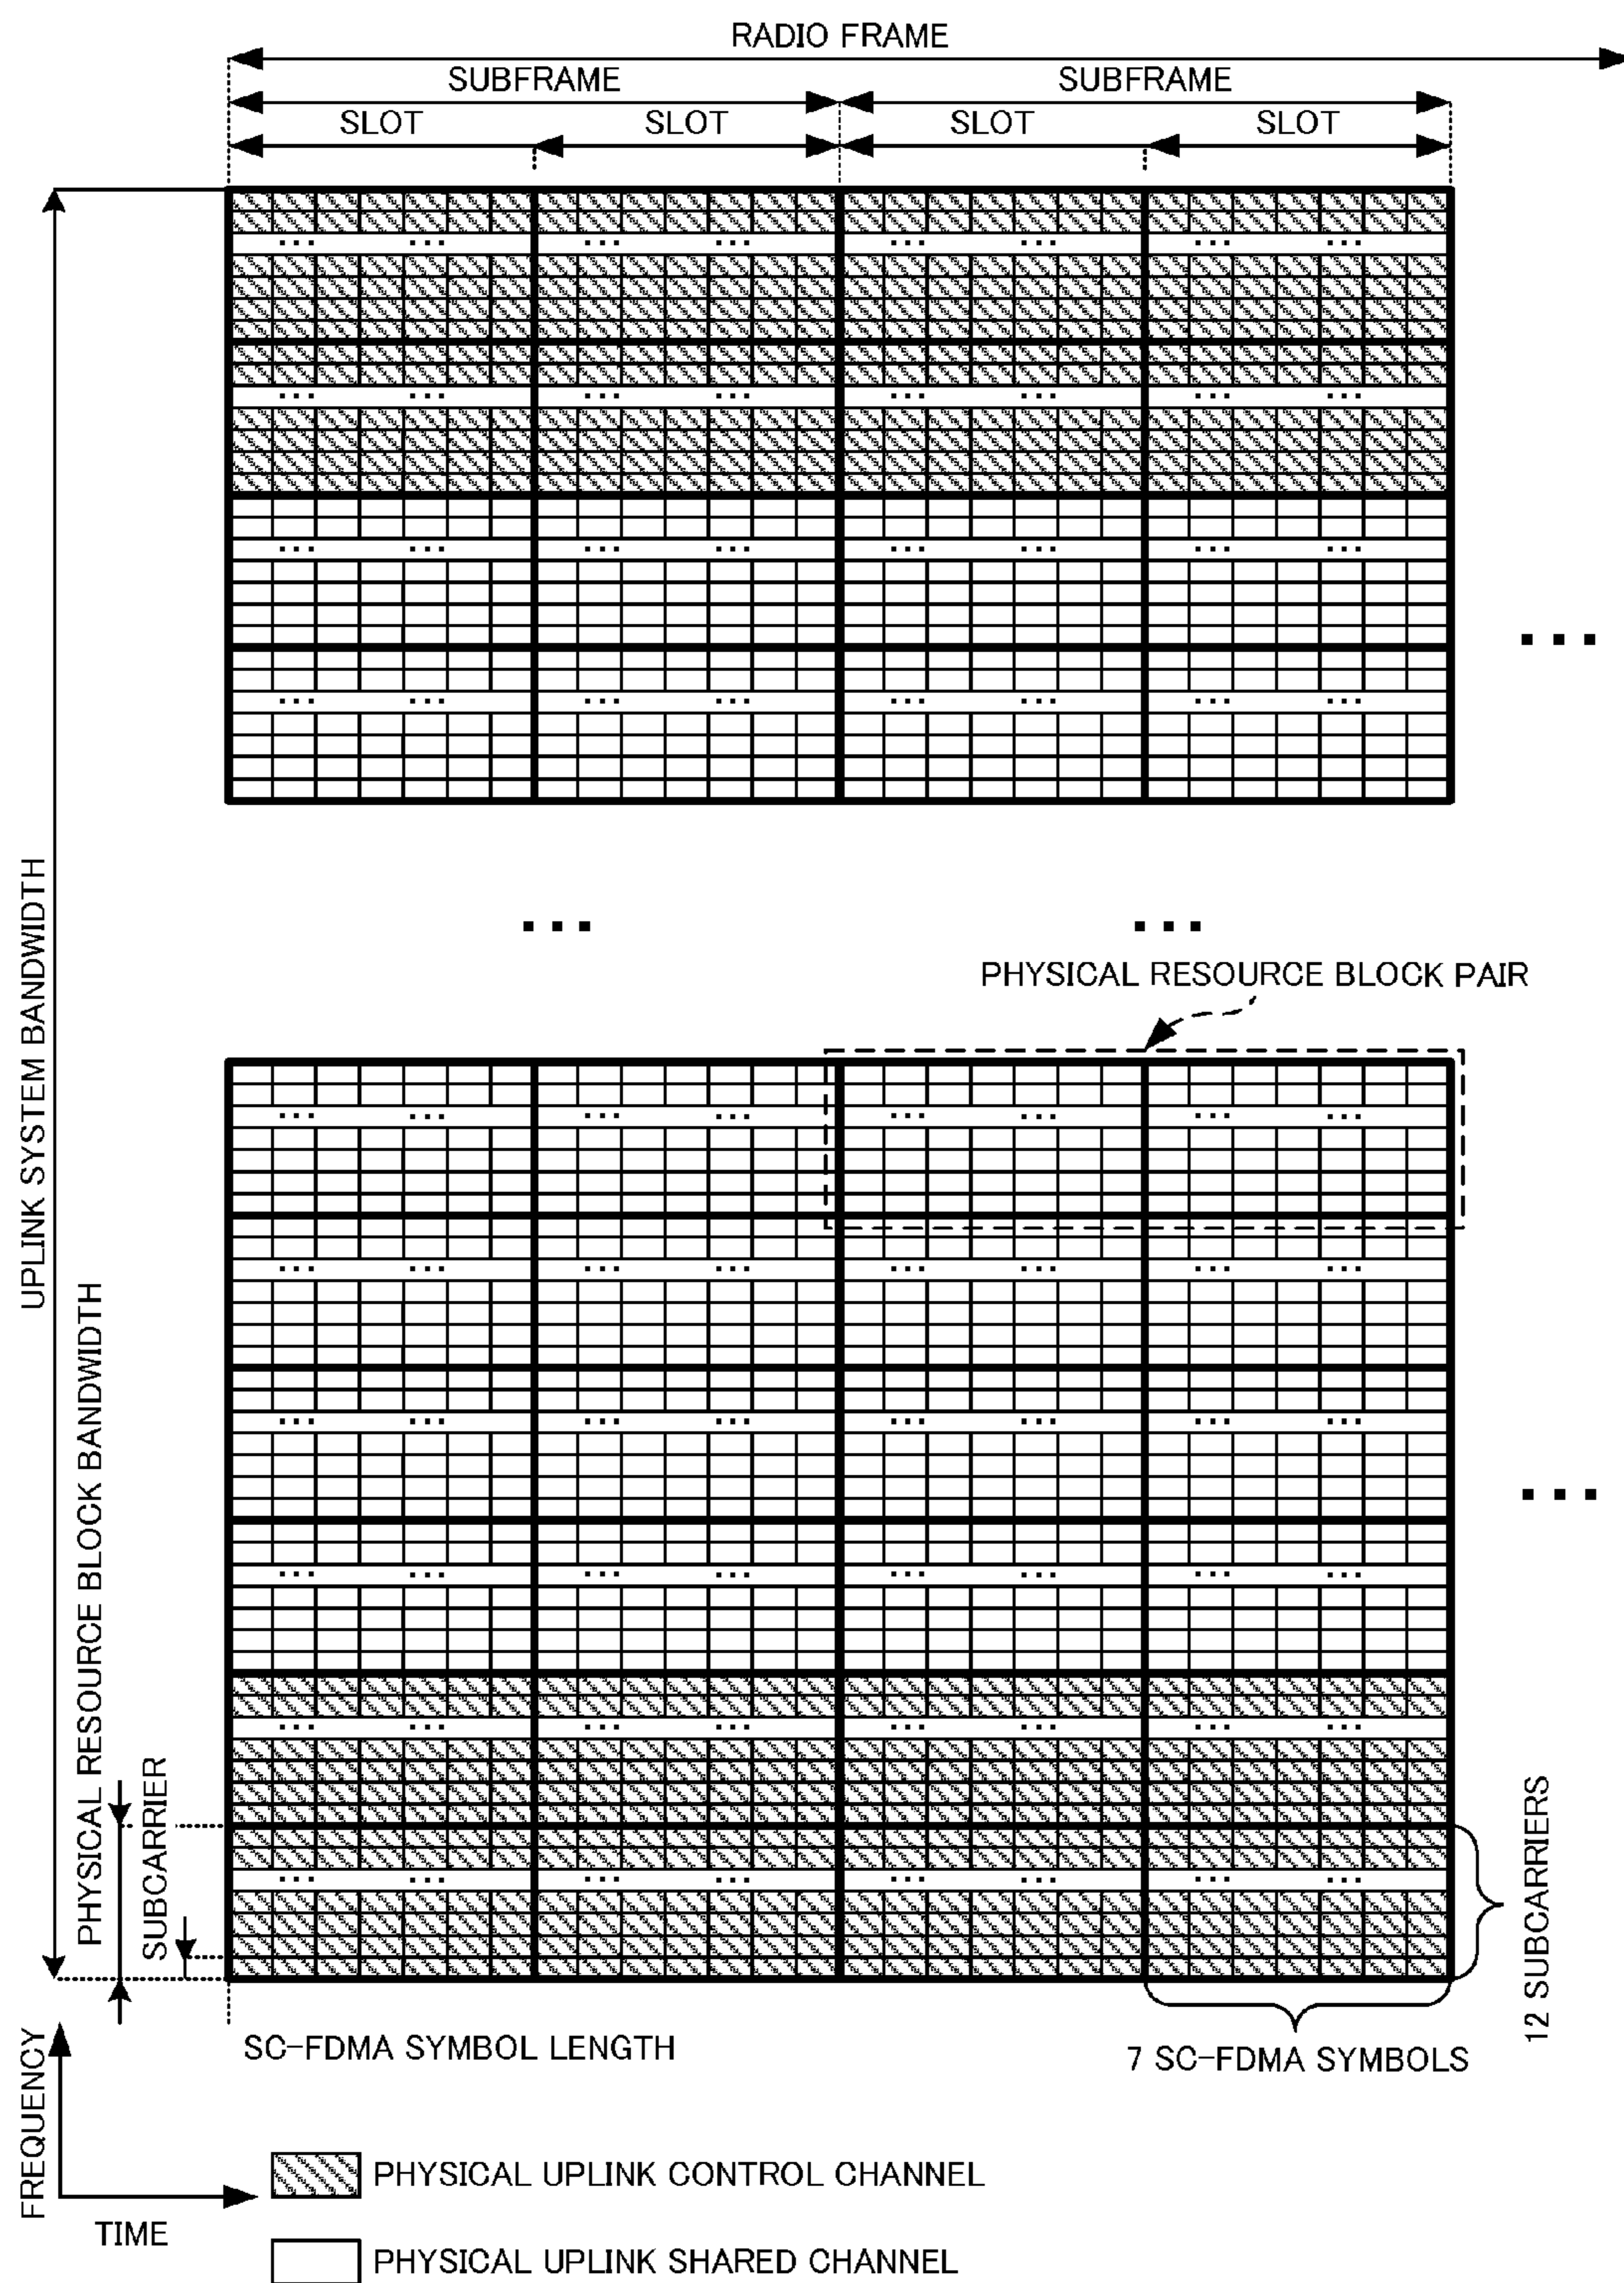 RADIO FRAME
SUBFRAME
SUBFRAME
SLOT
SLOT
SLOT
SLOT
UPLINK SYSTEM BANDWIDTH
PHYSICAL RESOURCE BLOCK PAIR
PHYSICAL RESOURCE BLOCK BANDWIDTH
SUBCARRIER
12 SUBCARRIERS
SC-FDMA SYMBOL LENGTH
7 SC-FDMA SYMBOLS
FREQUENCY
TIME
PHYSICAL UPLINK CONTROL CHANNEL
PHYSICAL UPLINK SHARED CHANNEL